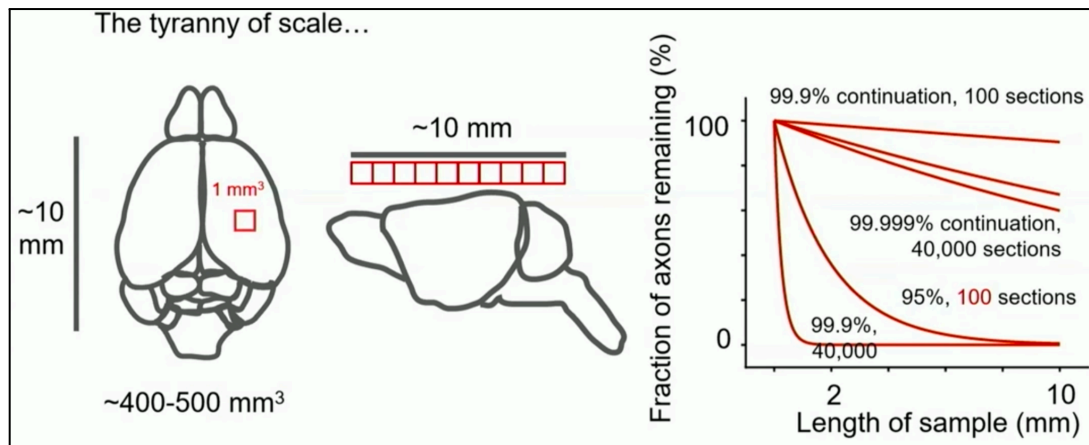 The tyranny of scale…
~10
mm
1 mm³
~400-500 mm³
~10 mm
Fraction of axons remaining (%)
100
0
99.9% continuation, 100 sections
99.999% continuation,
40,000 sections
95%, 100 sections
99.9%,
40,000
2
10
Length of sample (mm)